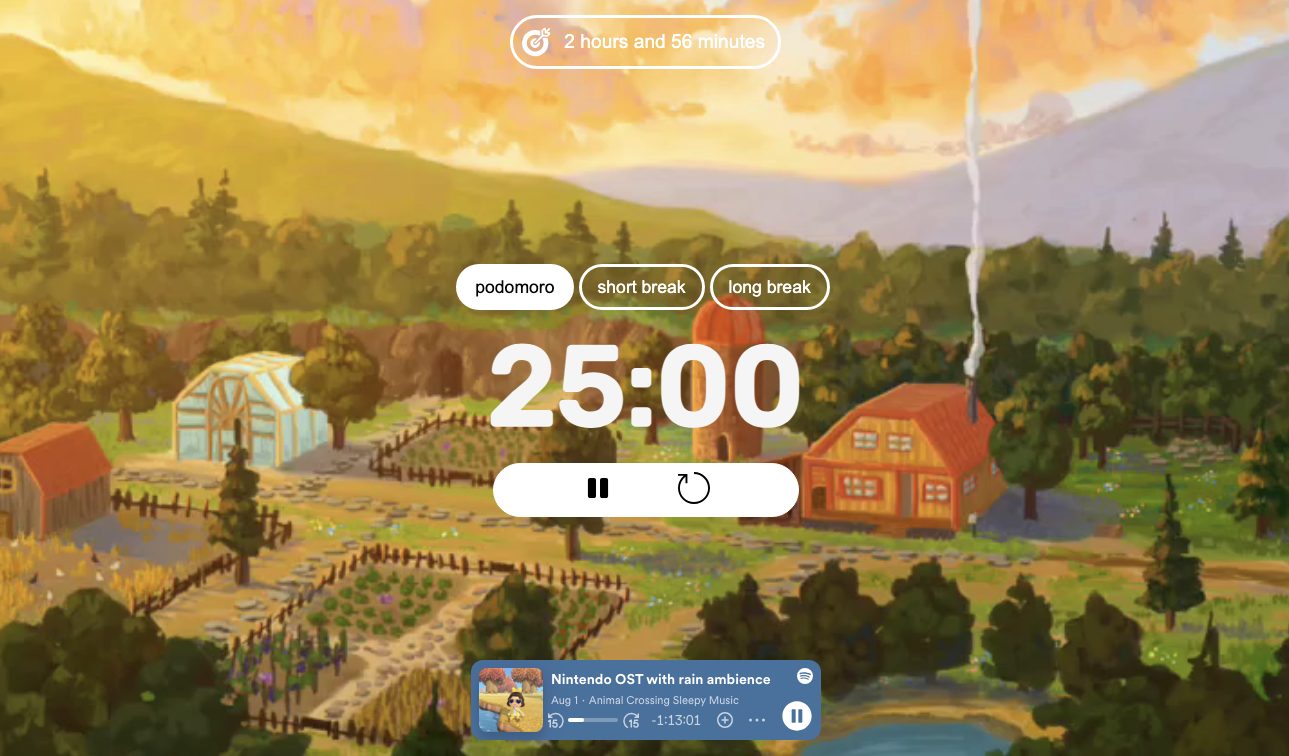 2 hours and 56 minutes
podomoro short break long break
25:00
Nintendo OST with rain ambience
Aug 1 · Animal Crossing Sleepy Music
15 15 -1:13:01